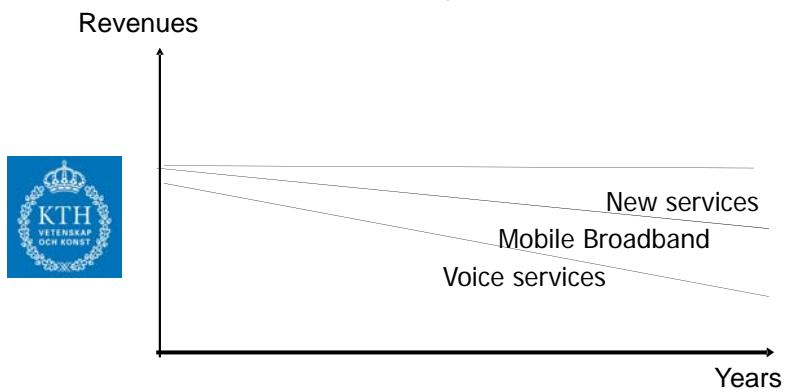 Revenues
KTH
VETENSKAP
OCH KONST
New services
Mobile Broadband
Voice services
Years